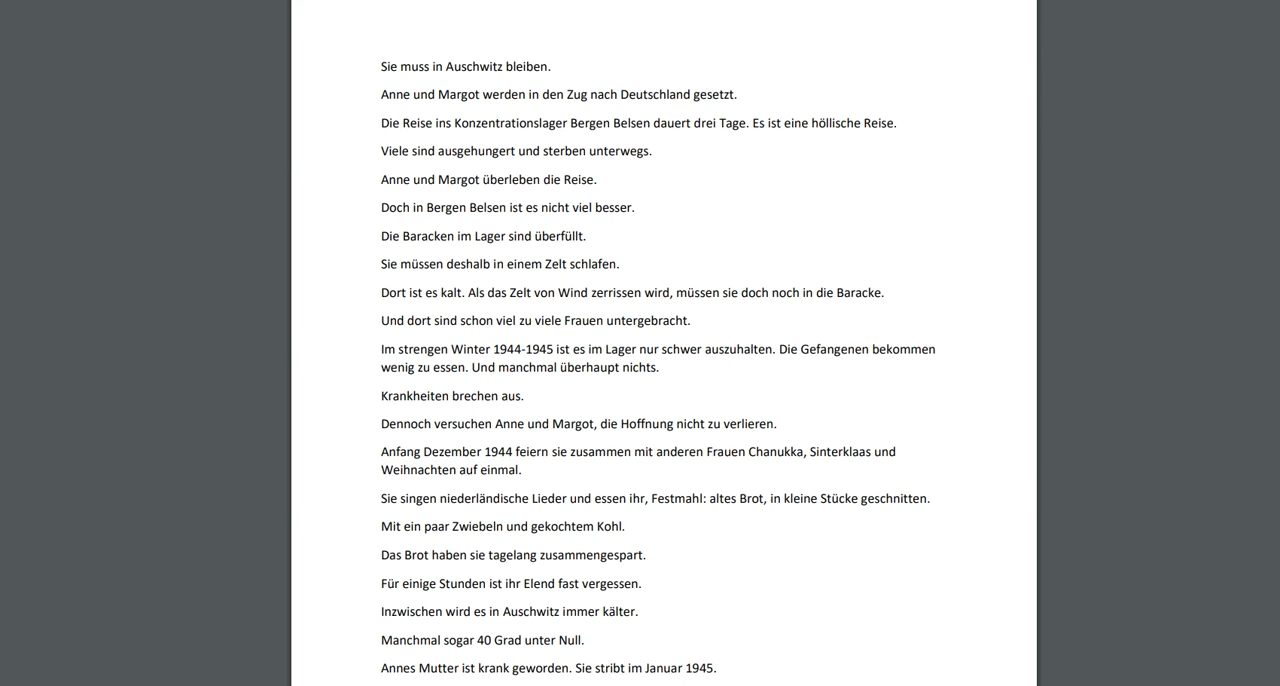 Sie muss in Auschwitz bleiben.
Anne und Margot werden in den Zug nach Deutschland gesetzt.
Die Reise ins Konzentrationslager Bergen Belsen dauert drei Tage. Es ist eine höllische Reise.
Viele sind ausgehungert und sterben unterwegs.
Anne und Margot überleben die Reise.
Doch in Bergen Belsen ist es nicht viel besser.
Die Baracken im Lager sind überfüllt.
Sie müssen deshalb in einem Zelt schlafen.
Dort ist es kalt. Als das Zelt von Wind zerrissen wird, müssen sie doch noch in die Baracke.
Und dort sind schon viel zu viele Frauen untergebracht.
Im strengen Winter 1944-1945 ist es im Lager nur schwer auszuhalten. Die Gefangenen bekommen
wenig zu essen. Und manchmal überhaupt nichts.
Krankheiten brechen aus.
Dennoch versuchen Anne und Margot, die Hoffnung nicht zu verlieren.
Anfang Dezember 1944 feiern sie zusammen mit anderen Frauen Chanukka, Sinterklaas und
Weihnachten auf einmal.
Sie singen niederländische Lieder und essen ihr, Festmahl: altes Brot, in kleine Stücke geschnitten.
Mit ein paar Zwiebeln und gekochtem Kohl.
Das Brot haben sie tagelang zusammengespart.
Für einige Stunden ist ihr Elend fast vergessen.
Inzwischen wird es in Auschwitz immer kälter.
Manchmal sogar 40 Grad unter Null.
Annes Mutter ist krank geworden. Sie stribt im Januar 1945.